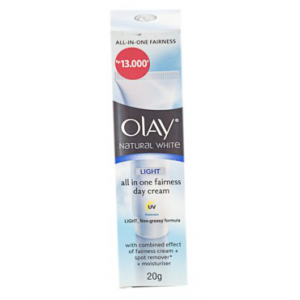 ALL-IN-ONE FAIRNESS
Rp13.000
OLAY®
NATURAL WHITE
LIGHT
all in one fairness
day cream
UV
LIGHT, Non-greasy formula
with combined effect
of fairness cream +
spot remover* +
+ moisturiser
20g